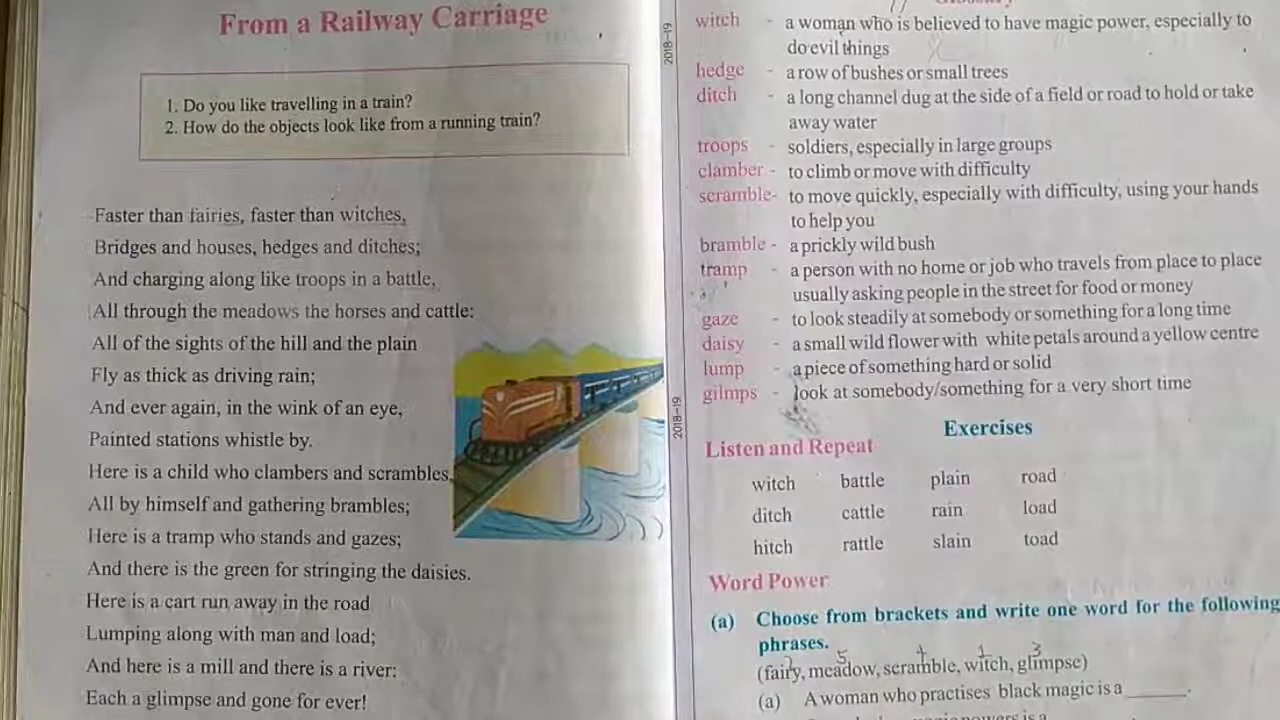 From a Railway Carriage
1. Do you like travelling in a train?
2. How do the objects look like from a running train?
Faster than fairies, faster than witches,
Bridges and houses, hedges and ditches;
And charging along like troops in a battle,
All through the meadows the horses and cattle:
All of the sights of the hill and the plain
Fly as thick as driving rain;
And ever again, in the wink of an eye,
Painted stations whistle by.
Here is a child who clambers and scrambles,
All by himself and gathering brambles;
Here is a tramp who stands and gazes;
And there is the green for stringing the daisies.
Here is a cart run away in the road
Lumping along with man and load;
And here is a mill and there is a river:
Each a glimpse and gone for ever!
2018-19
2018-19
witch - a woman who is believed to have magic power, especially to
do evil things
hedge - a row of bushes or small trees
ditch - a long channel dug at the side of a field or road to hold or take
away water
troops - soldiers, especially in large groups
clamber - to climb or move with difficulty
scramble- to move quickly, especially with difficulty, using your hands
to help you
bramble - a prickly wild bush
tramp - a person with no home or job who travels from place to place
usually asking people in the street for food or money
gaze - to look steadily at somebody or something for a long time
daisy - a small wild flower with white petals around a yellow centre
lump - a piece of something hard or solid
gilmps - look at somebody/something for a very short time
Exercises
Listen and Repeat
witch battle plain road
ditch cattle rain load
hitch rattle slain toad
Word Power
(a) Choose from brackets and write one word for the following
phrases.
2 5 4 1 3
(fairy, meadow, scramble, witch, glimpse)
(a) A woman who practises black magic is a ______.